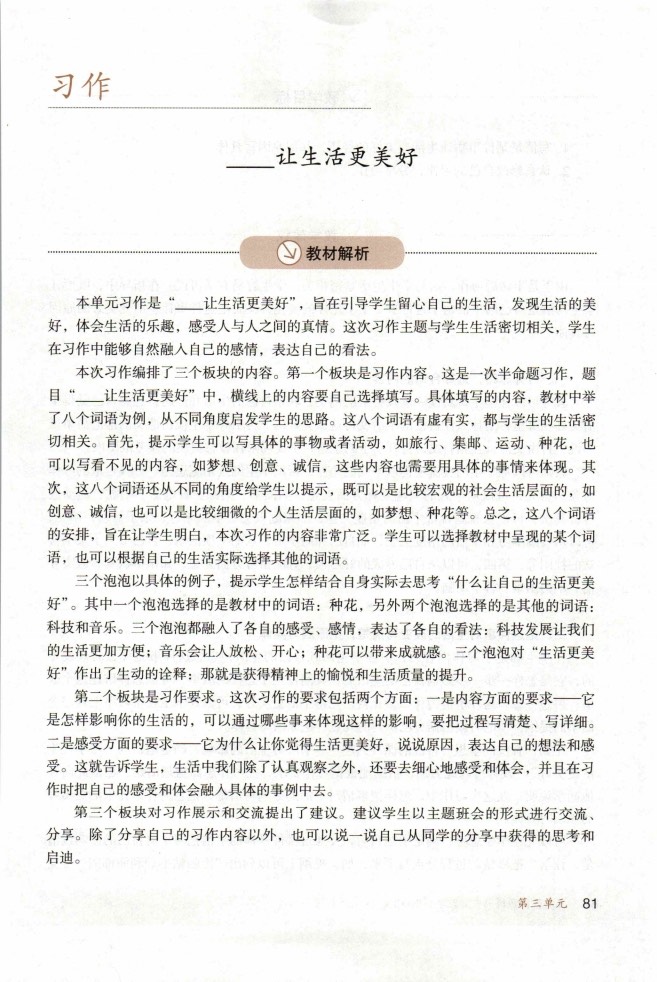 习作
____让生活更美好
教材解析
本单元习作是“____让生活更美好”，旨在引导学生留心自己的生活，发现生活的美
好，体会生活的乐趣，感受人与人之间的真情。这次习作主题与学生生活密切相关，学生
在习作中能够自然融入自己的感情，表达自己的看法。
本次习作编排了三个板块的内容。第一个板块是习作内容。这是一次半命题习作，题
目“____让生活更美好”中，横线上的内容要自己选择填写。具体填写的内容，教材中举
了八个词语为例，从不同角度启发学生的思路。这八个词语有虚有实，都与学生的生活密
切相关。首先，提示学生可以写具体的事物或者活动，如旅行、集邮、运动、种花，也
可以写看不见的内容，如梦想、创意、诚信，这些内容也需要用具体的事情来体现。其
次，这八个词语还从不同的角度给学生以提示，既可以是比较宏观的社会生活层面的，如
创意、诚信，也可以是比较细微的个人生活层面的，如梦想、种花等。总之，这八个词语
的安排，旨在让学生明白，本次习作的内容非常广泛。学生可以选择教材中呈现的某个词
语，也可以根据自己的生活实际选择其他的词语。
三个泡泡以具体的例子，提示学生怎样结合自身实际去思考“什么让自己的生活更美
好”。其中一个泡泡选择的是教材中的词语：种花，另外两个泡泡选择的是其他的词语：
科技和音乐。三个泡泡都融入了各自的感受、感情，表达了各自的看法：科技发展让我们
的生活更加方便；音乐会让人放松、开心；种花可以带来成就感。三个泡泡对“生活更美
好”作出了生动的诠释：那就是获得精神上的愉悦和生活质量的提升。
第二个板块是习作要求。这次习作的要求包括两个方面：一是内容方面的要求——它
是怎样影响你的生活的，可以通过哪些事来体现这样的影响，要把过程写清楚、写详细。
二是感受方面的要求——它为什么让你觉得生活更美好，说说原因，表达自己的想法和感
受。这就告诉学生，生活中我们除了认真观察之外，还要去细心地感受和体会，并且在习
作时把自己的感受和体会融入具体的事例中去。
第三个板块对习作展示和交流提出了建议。建议学生以主题班会的形式进行交流、
分享。除了分享自己的习作内容以外，也可以说一说自己从同学的分享中获得的思考和
启迪。
第三单元 81